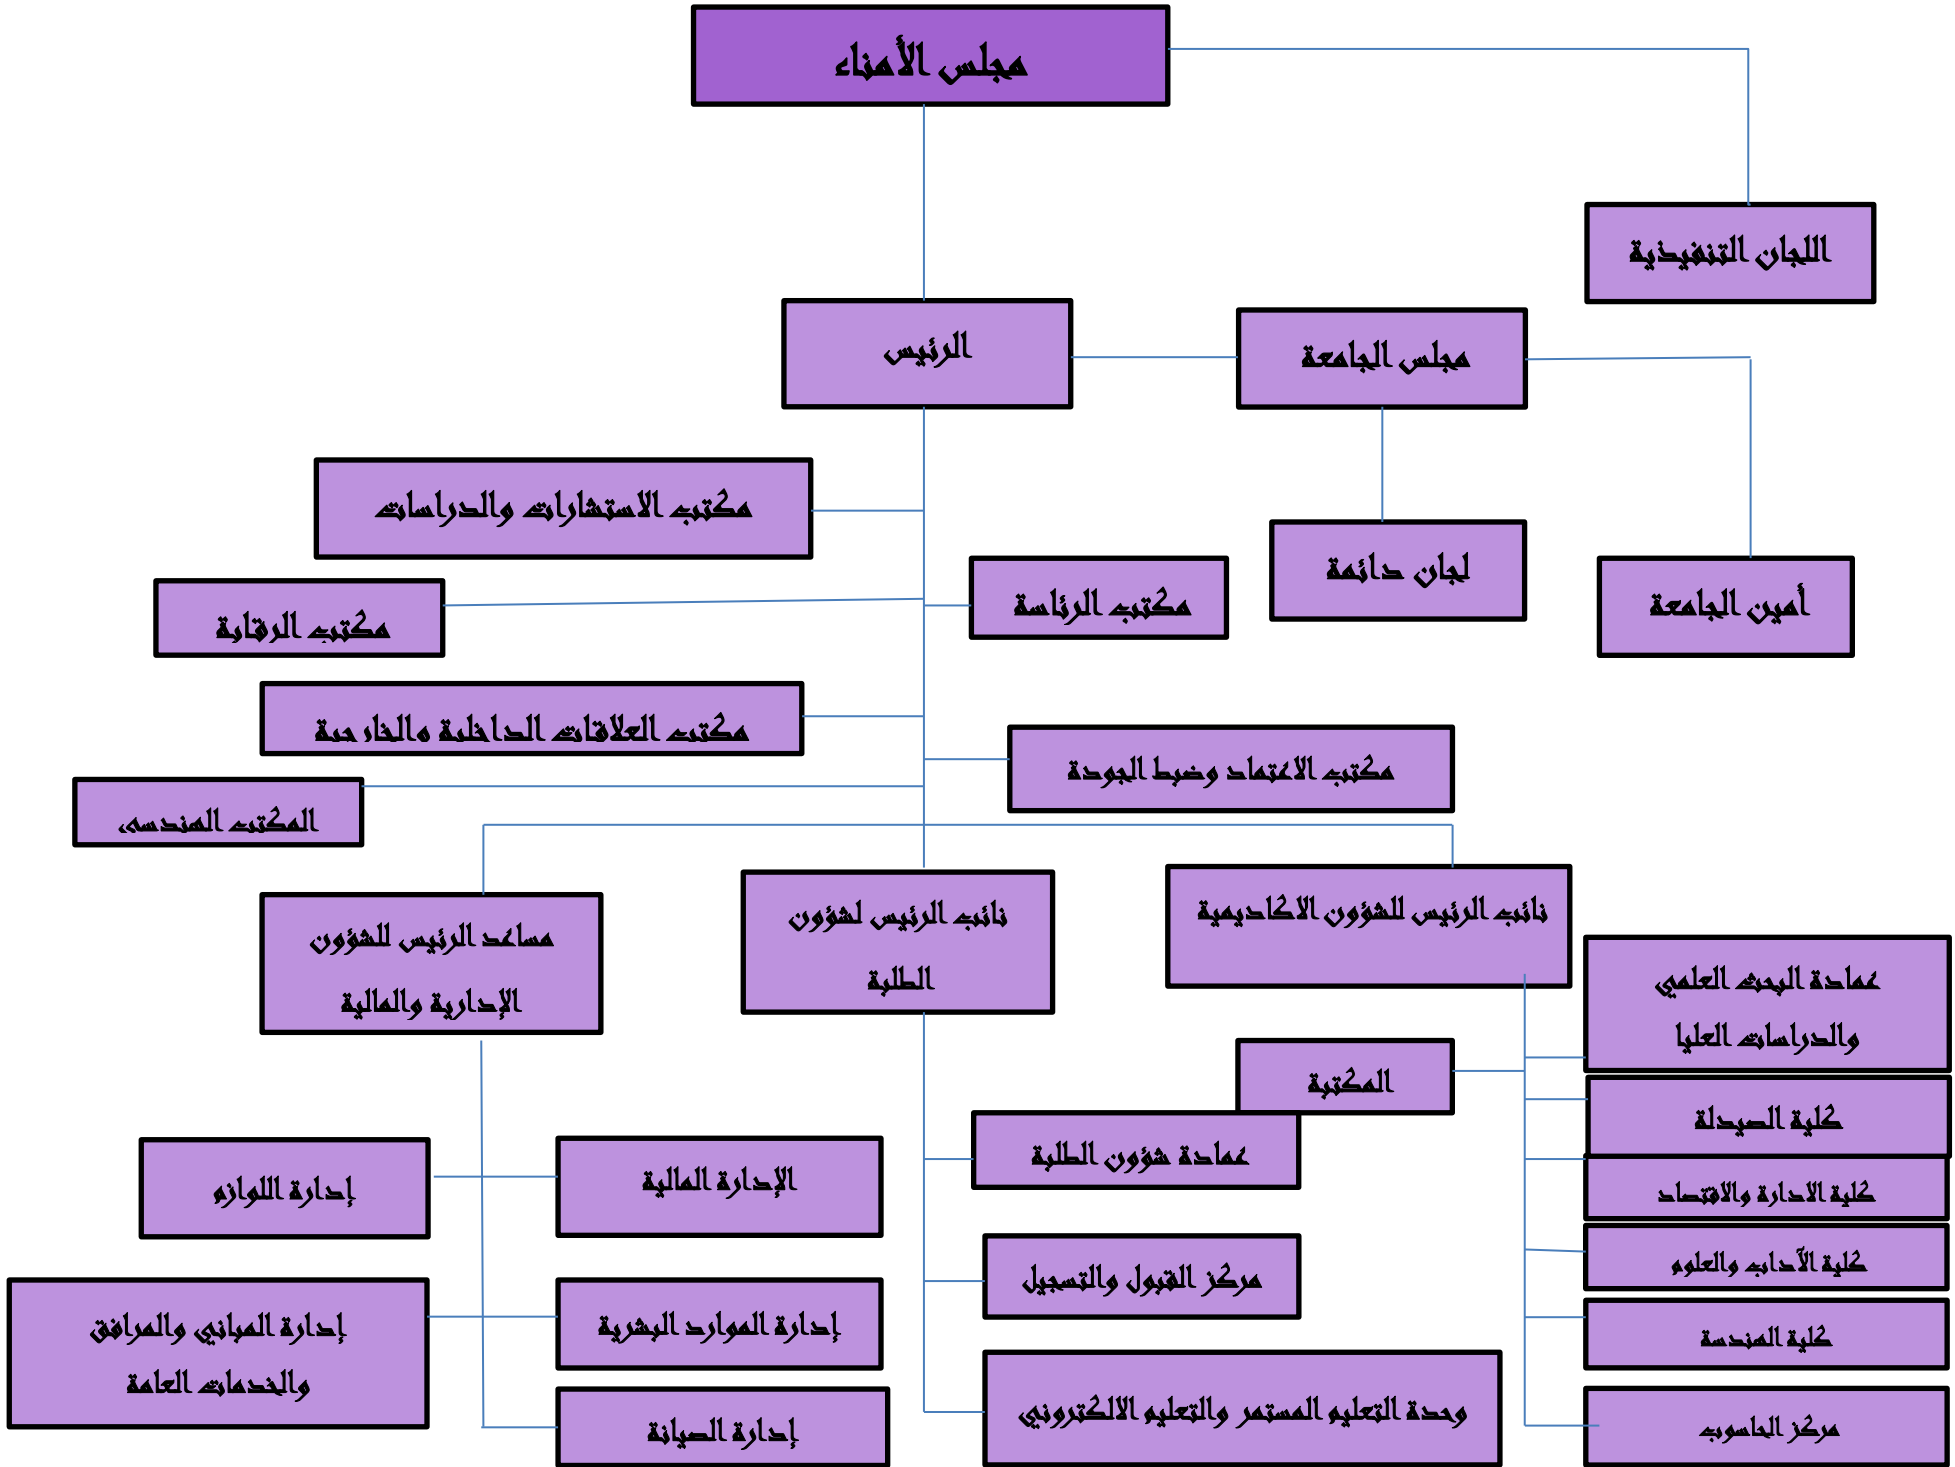 مجلس الأمناء
اللجان التنفيذية
الرئيس
مجلس الجامعة
مكتب الاستشارات والدراسات
لجان دائمة
أمين الجامعة
مكتب الرئاسة
مكتب الرقابة
مكتب العلاقات الداخلية والخارجية
مكتب الاعتماد وضبط الجودة
المكتب الهندسي
نائب الرئيس للشؤون الاكاديمية
نائب الرئيس لشؤون
الطلبة
مساعد الرئيس للشؤون
الإدارية والمالية
عمادة البحث العلمي
والدراسات العليا
المكتبة
كلية الصيدلة
عمادة شؤون الطلبة
الإدارة المالية
إدارة اللوازم
كلية الادارة والاقتصاد
كلية الآداب والعلوم
مركز القبول والتسجيل
إدارة الموارد البشرية
إدارة المباني والمرافق
والخدمات العامة
كلية الهندسة
وحدة التعليم المستمر والتعليم الالكتروني
مركز الحاسوب
إدارة الصيانة